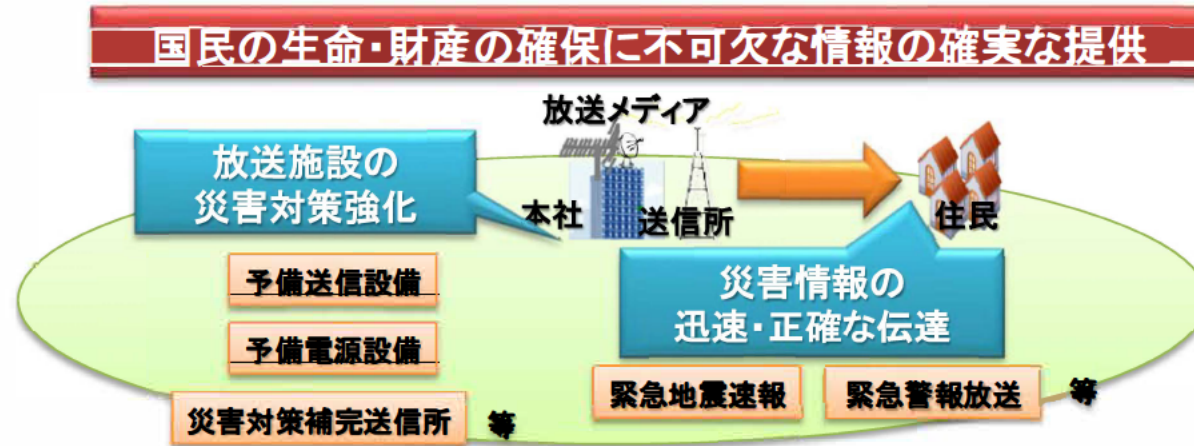 国民の生命・財産の確保に不可欠な情報の確実な提供
放送メディア
放送施設の
災害対策強化
本社
送信所
住民
予備送信設備
予備電源設備
災害対策補完送信所 等
災害情報の
迅速・正確な伝達
緊急地震速報
緊急警報放送 等